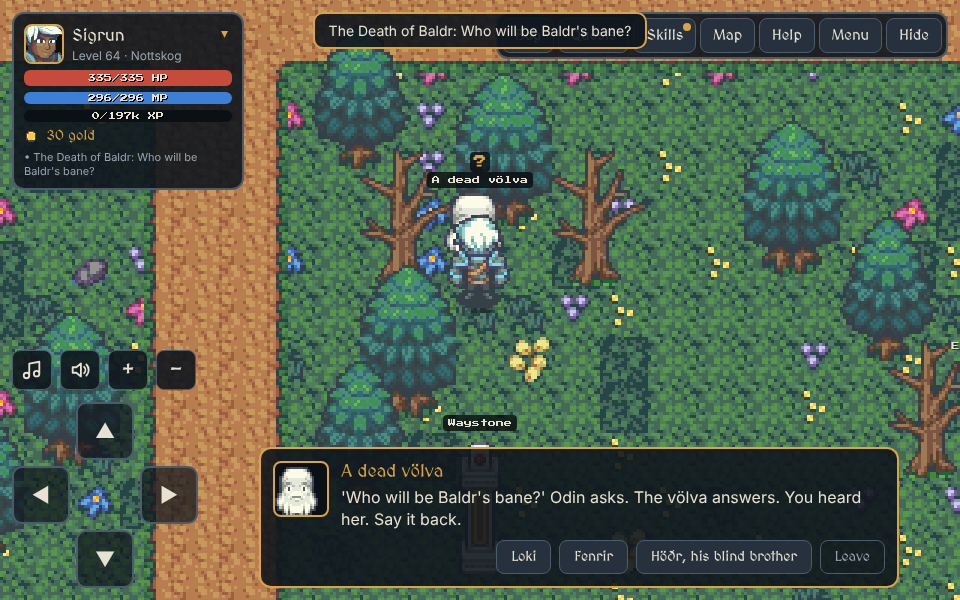 Sigrun
Level 64 · Nottskog
335/335 HP
296/296 MP
0/197k XP
30 gold
• The Death of Baldr: Who will be
Baldr's bane?
The Death of Baldr: Who will be Baldr's bane?
Skills
Map
Help
Menu
Hide
?
A dead völva
Waystone
A dead völva
'Who will be Baldr's bane?' Odin asks. The völva answers. You heard
her. Say it back.
Loki
Fenrir
Höðr, his blind brother
Leave